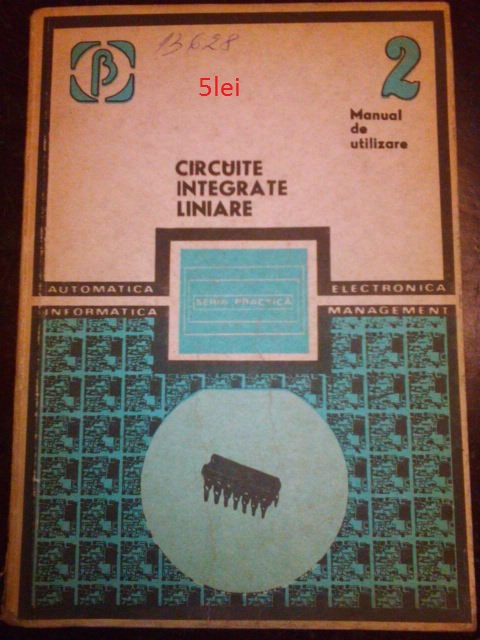 β
13628
5lei
2
Manual
de
utilizare
CIRCUITE
INTEGRATE
LINIARE
AUTOMATICA
ELECTRONICA
SERIA PRACTICĂ
INFORMATICA
MANAGEMENT